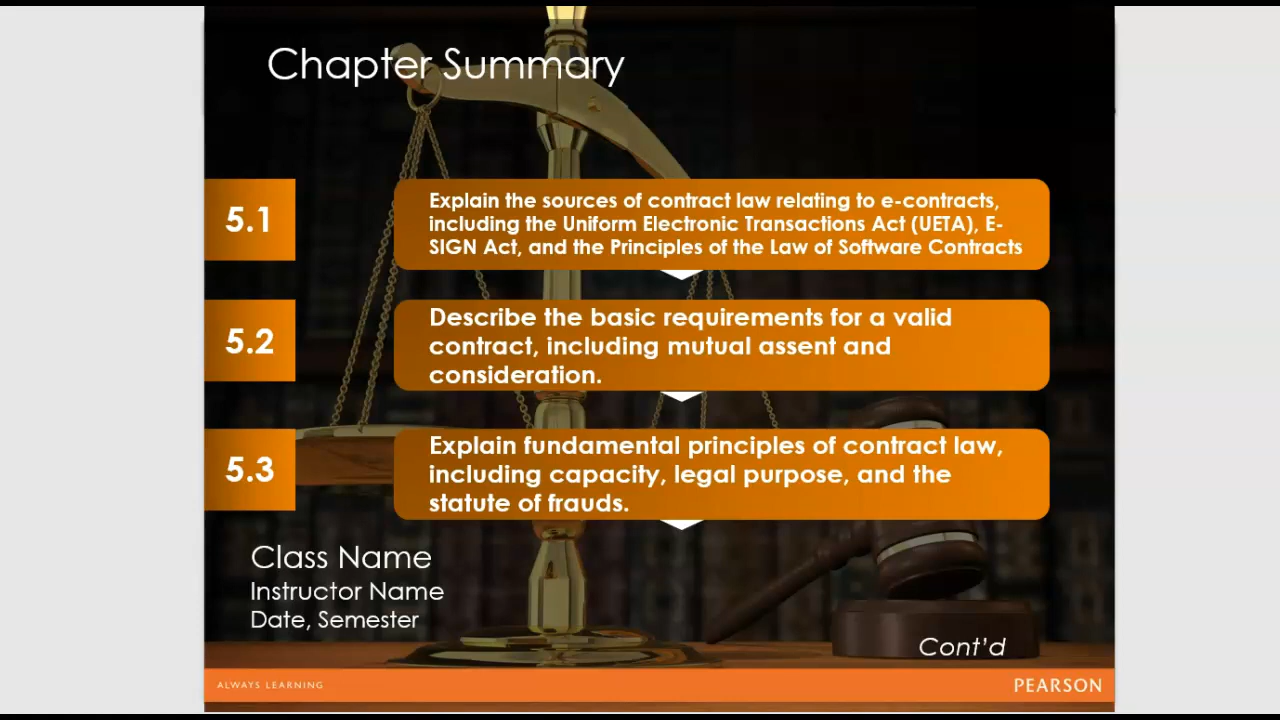 Chapter Summary
5.1
Explain the sources of contract law relating to e-contracts,
including the Uniform Electronic Transactions Act (UETA), E-
SIGN Act, and the Principles of the Law of Software Contracts
5.2
Describe the basic requirements for a valid
contract, including mutual assent and
consideration.
5.3
Explain fundamental principles of contract law,
including capacity, legal purpose, and the
statute of frauds.
Class Name
Instructor Name
Date, Semester
Cont’d
ALWAYS LEARNING
PEARSON